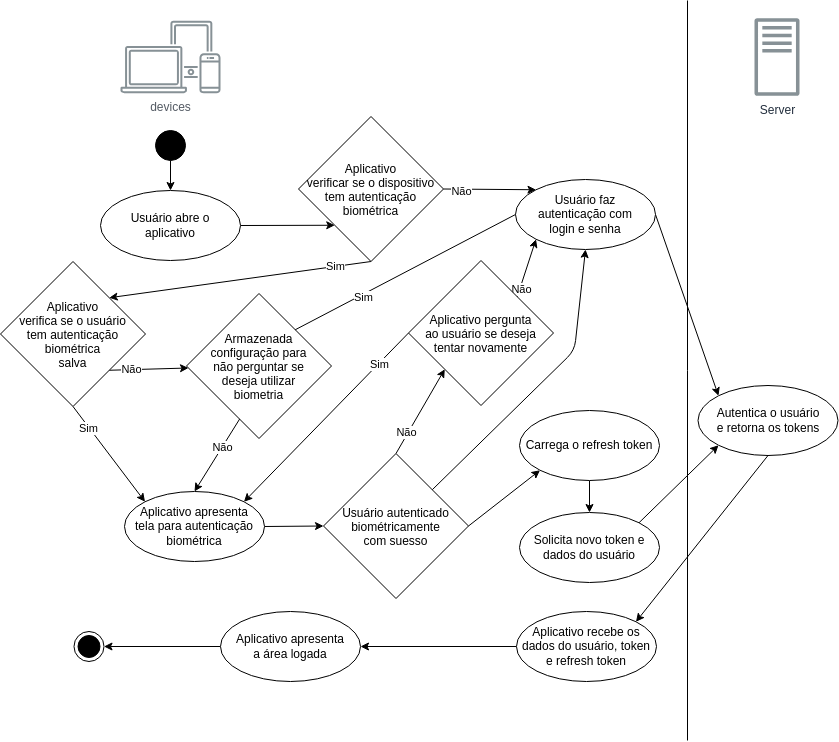 devices
Server
Aplicativo
verificar se o dispositivo
tem autenticação
biométrica
Não
Usuário faz
autenticação com
login e senha
Usuário abre o
aplicativo
Sim
Aplicativo
verifica se o usuário
tem autenticação
biométrica
salva
Não
Sim
Armazenada
configuração para
não perguntar se
deseja utilizar
biometria
Sim
Não
Aplicativo pergunta
ao usuário se deseja
tentar novamente
Não
Sim
Autentica o usuário
e retorna os tokens
Não
Carrega o refresh token
Aplicativo apresenta
tela para autenticação
biométrica
Usuário autenticado
biométricamente
com suesso
Solicita novo token e
dados do usuário
Aplicativo recebe os
dados do usuário, token
e refresh token
Aplicativo apresenta
a área logada